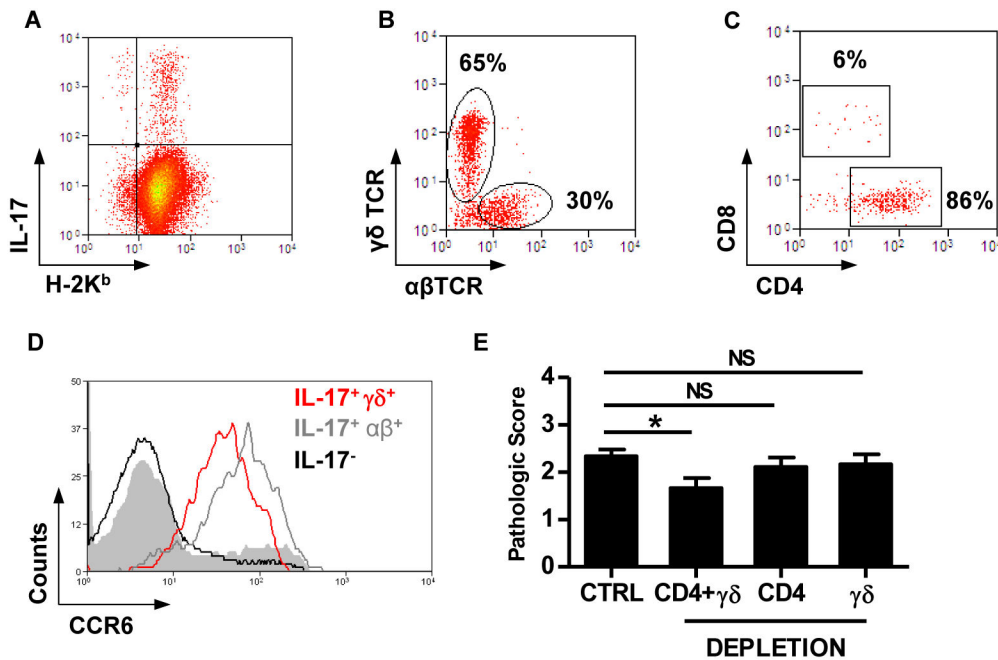 A
IL-17
10⁴
10³
10²
10¹
10⁰
10⁰ 10¹ 10² 10³ 10⁴
H-2Kᵇ
B
γδ TCR
10⁴
10³
10²
10¹
10⁰
65%
30%
10⁰ 10¹ 10² 10³ 10⁴
αβTCR
C
CD8
10⁴
10³
10²
10¹
10⁰
6%
86%
10⁰ 10¹ 10² 10³ 10⁴
CD4
D
Counts
50
37
25
12
0
IL-17⁺ γδ⁺
IL-17⁺ αβ⁺
IL-17⁻
10⁰ 10¹ 10² 10³ 10⁴
CCR6
E
Pathologic Score
4
3
2
1
0
NS
NS
*
CTRL CD4+γδ CD4 γδ
DEPLETION